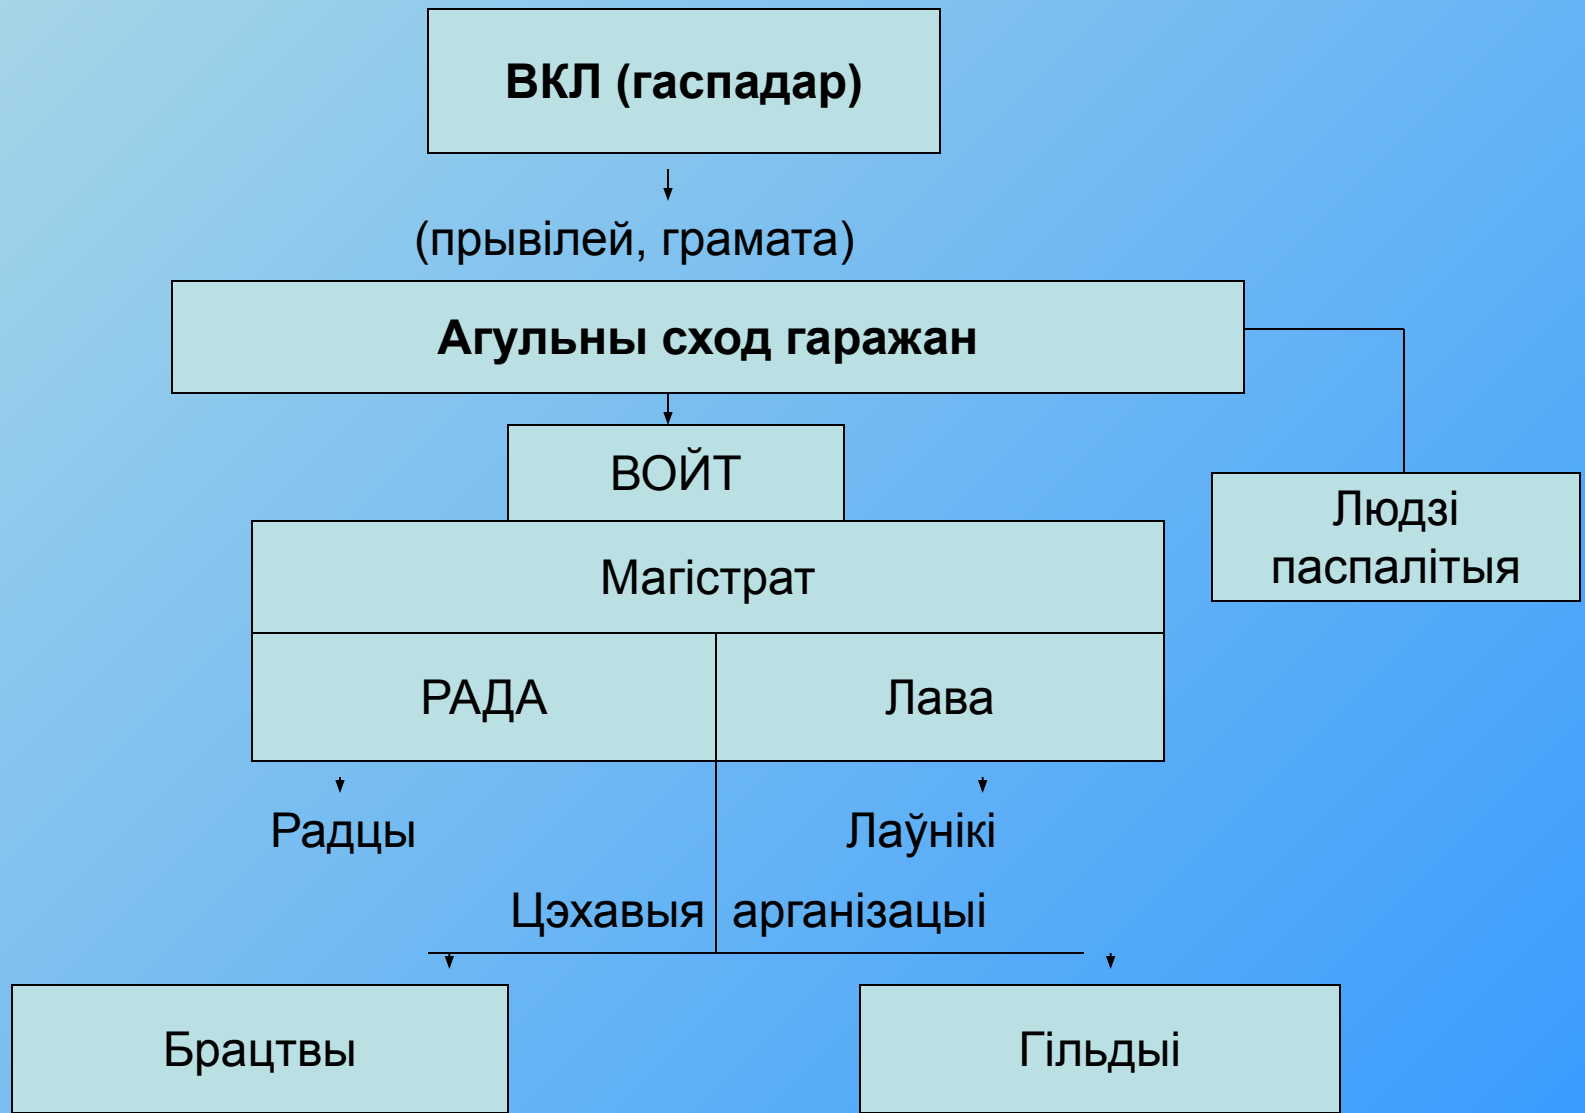 ВКЛ (гаспадар)
(прывілей, грамата)
Агульны сход гаражан
ВОЙТ
Людзі
паспалітыя
Магістрат
РАДА
Лава
Радцы
Лаўнікі
Цэхавыя арганізацыі
Брацтвы
Гільдыі